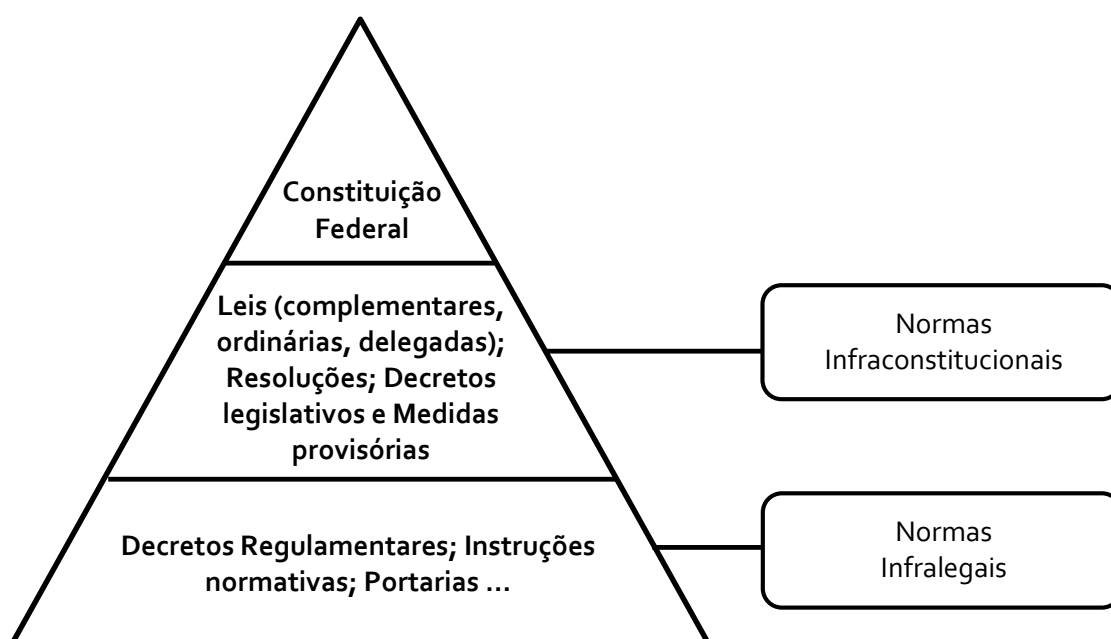 Constituição
Federal
Leis (complementares,
ordinárias, delegadas);
Resoluções; Decretos
legislativos e Medidas
provisórias
Normas
Infraconstitucionais
Decretos Regulamentares; Instruções
normativas; Portarias ...
Normas
Infralegais